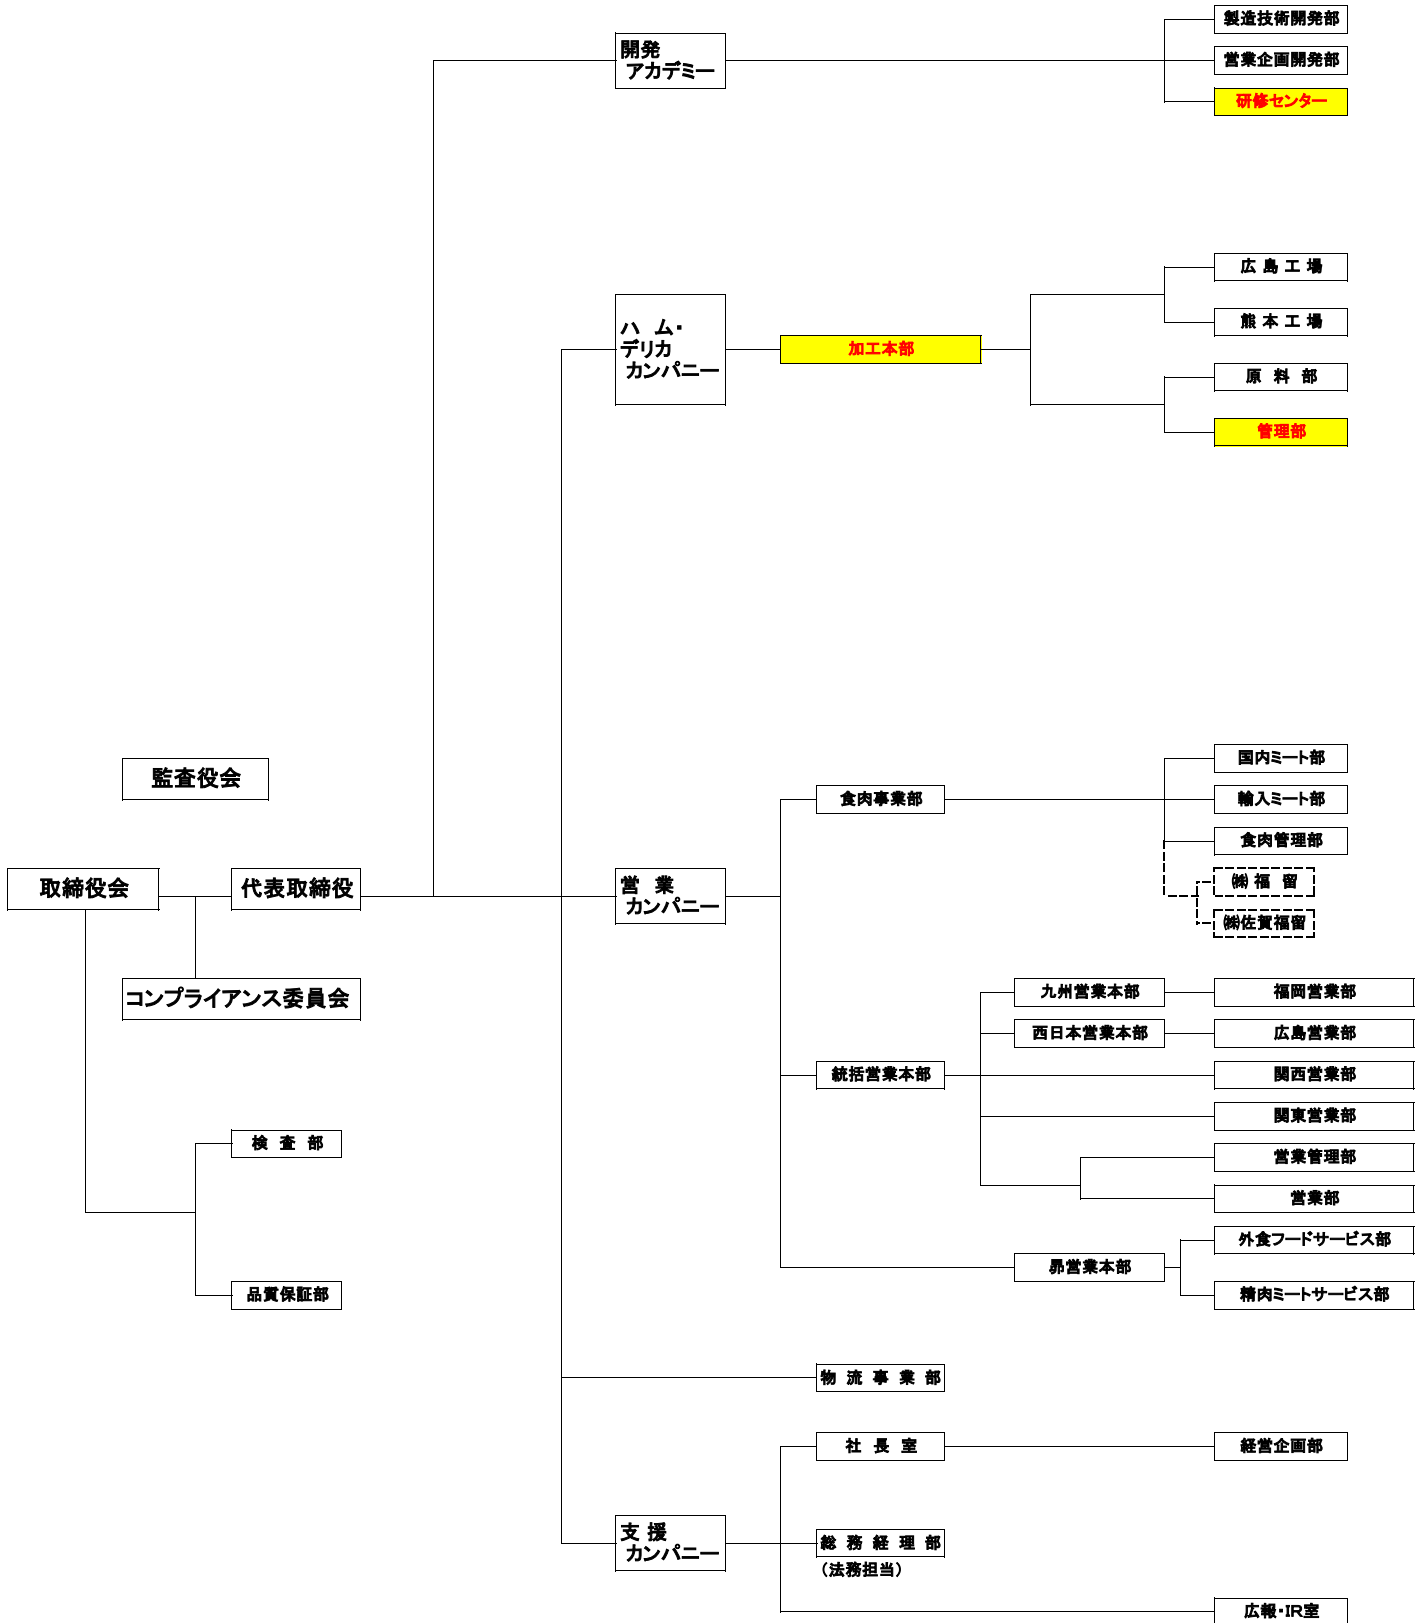 製造技術開発部
開発
アカデミー
営業企画開発部
研修センター
広 島 工 場
ハ ム・
デリカ
カンパニー
加工本部
熊 本 工 場
原 料 部
管理部
監査役会
国内ミート部
食肉事業部
輸入ミート部
食肉管理部
取締役会
代表取締役
営 業
カンパニー
㈱ 福 留
㈱佐賀福留
コンプライアンス委員会
九州営業本部
福岡営業部
西日本営業本部
広島営業部
統括営業本部
関西営業部
関東営業部
検 査 部
営業管理部
営業部
外食フードサービス部
昴営業本部
品質保証部
精肉ミートサービス部
物 流 事 業 部
社 長 室
経営企画部
支 援
カンパニー
総 務 経 理 部
（法務担当）
広報・IR室